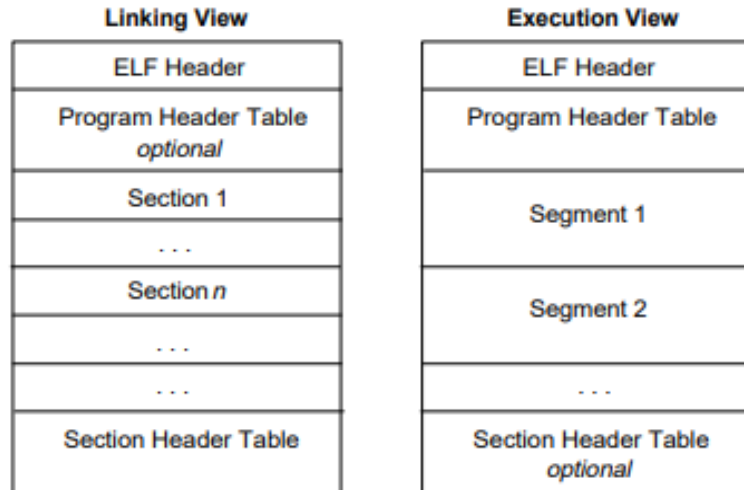 Linking View
ELF Header
Program Header Table
optional
Section 1
. . .
Section n
. . .
. . .
Section Header Table
Execution View
ELF Header
Program Header Table
Segment 1
Segment 2
. . .
Section Header Table
optional